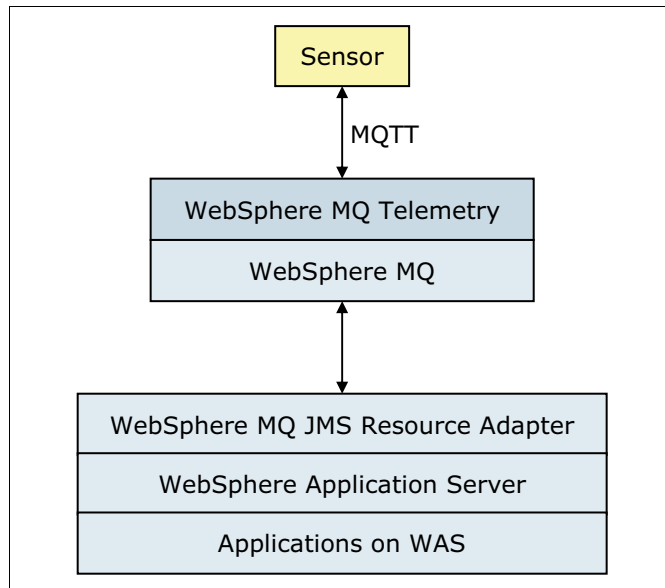 Sensor
MQTT
WebSphere MQ Telemetry
WebSphere MQ
WebSphere MQ JMS Resource Adapter
WebSphere Application Server
Applications on WAS